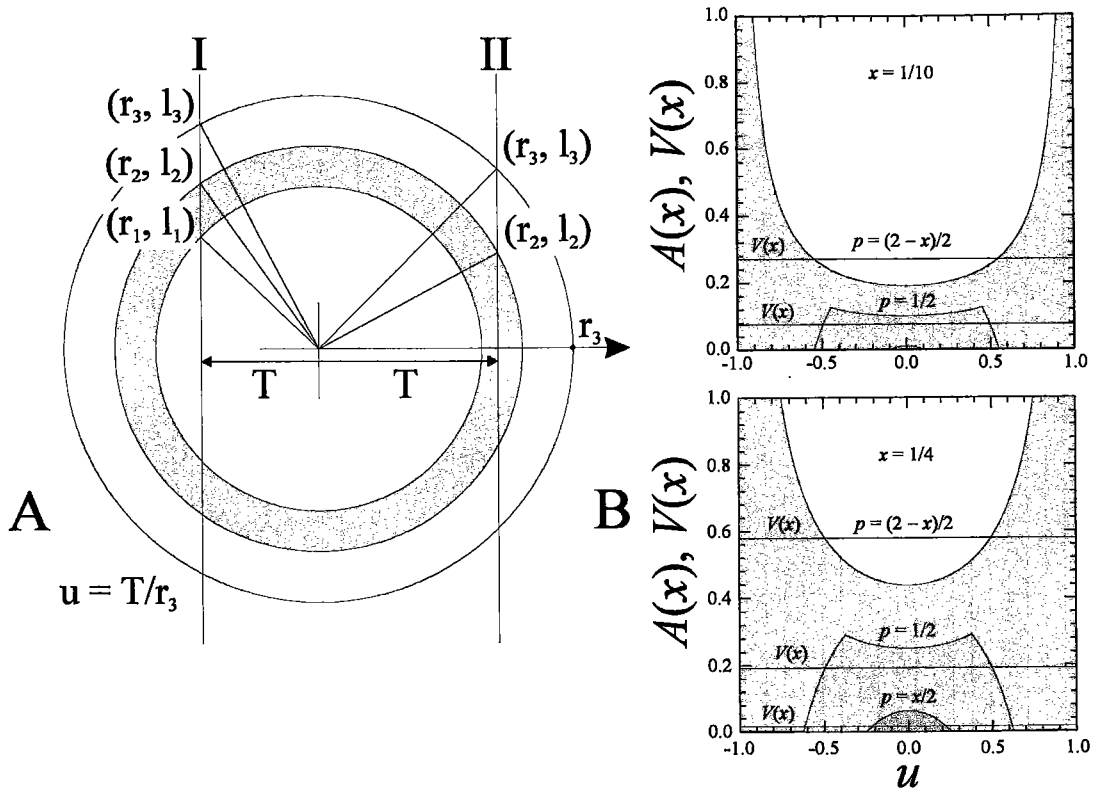 I
II
(r₃, l₃)
(r₂, l₂)
(r₁, l₁)
(r₃, l₃)
(r₂, l₂)
r₃
T
T
A
u = T/r₃
B
A(x), V(x)
1.0
0.8
0.6
0.4
0.2
0.0
x = 1/10
V(x)
p = (2 – x)/2
p = 1/2
V(x)
-1.0
-0.5
0.0
0.5
1.0
A(x), V(x)
1.0
0.8
0.6
0.4
0.2
0.0
x = 1/4
V(x)
p = (2 – x)/2
p = 1/2
V(x)
p = x/2
V(x)
-1.0
-0.5
0.0
0.5
1.0
u